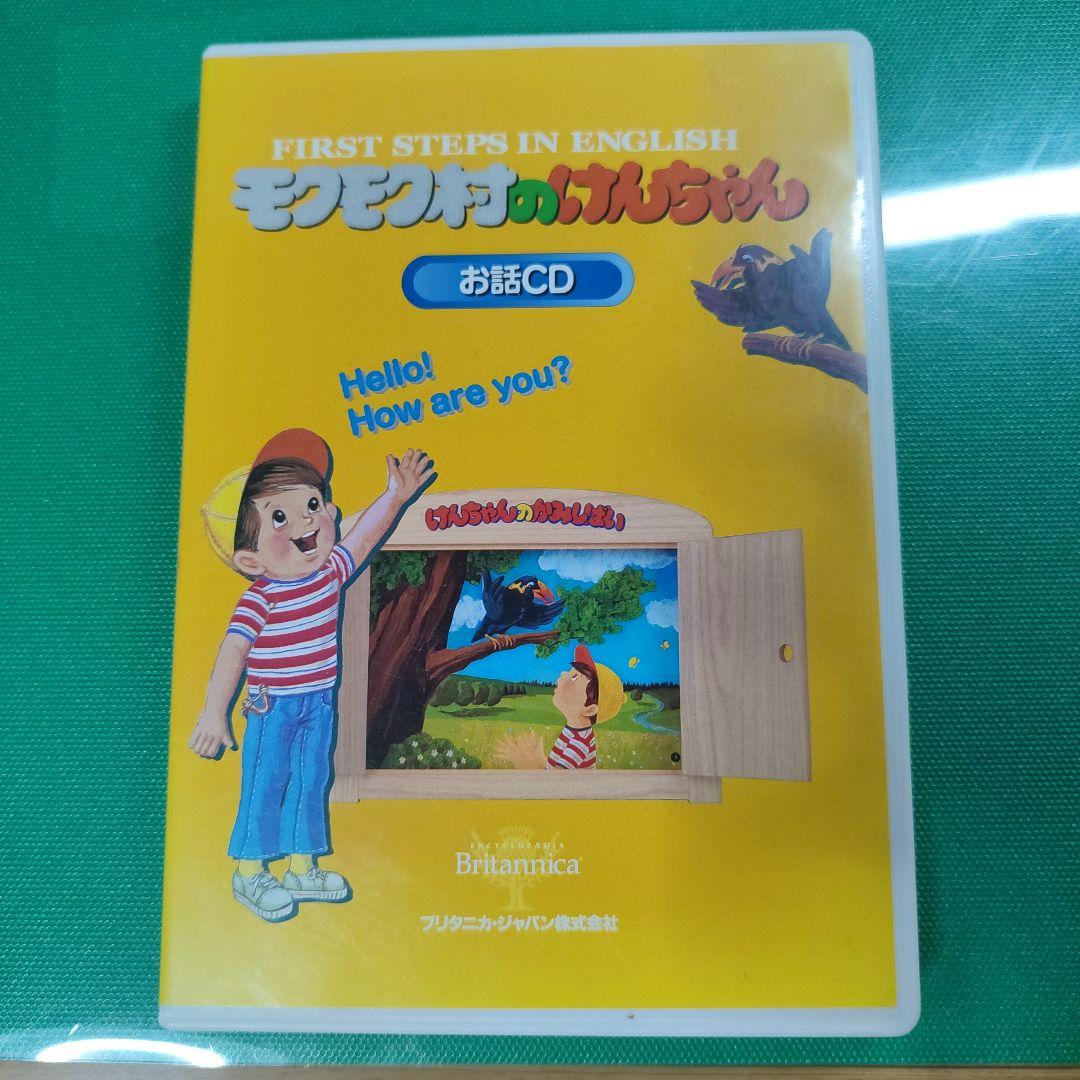 FIRST STEPS IN ENGLISH
モクモク村のけんちゃん
お話CD
Hello!
How are you?
けんちゃんのかみしばい
1
ENCYCLOPÆDIA
Britannica
ブリタニカ・ジャパン株式会社